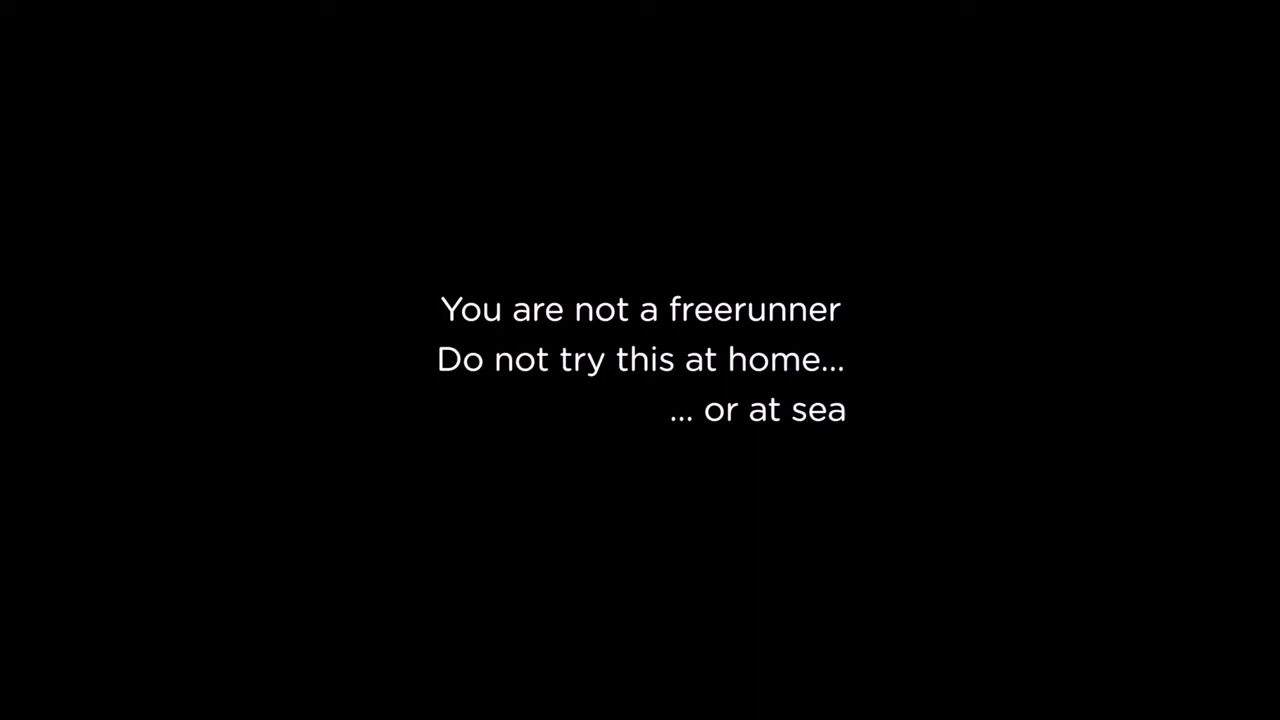 You are not a freerunner
Do not try this at home...
... or at sea